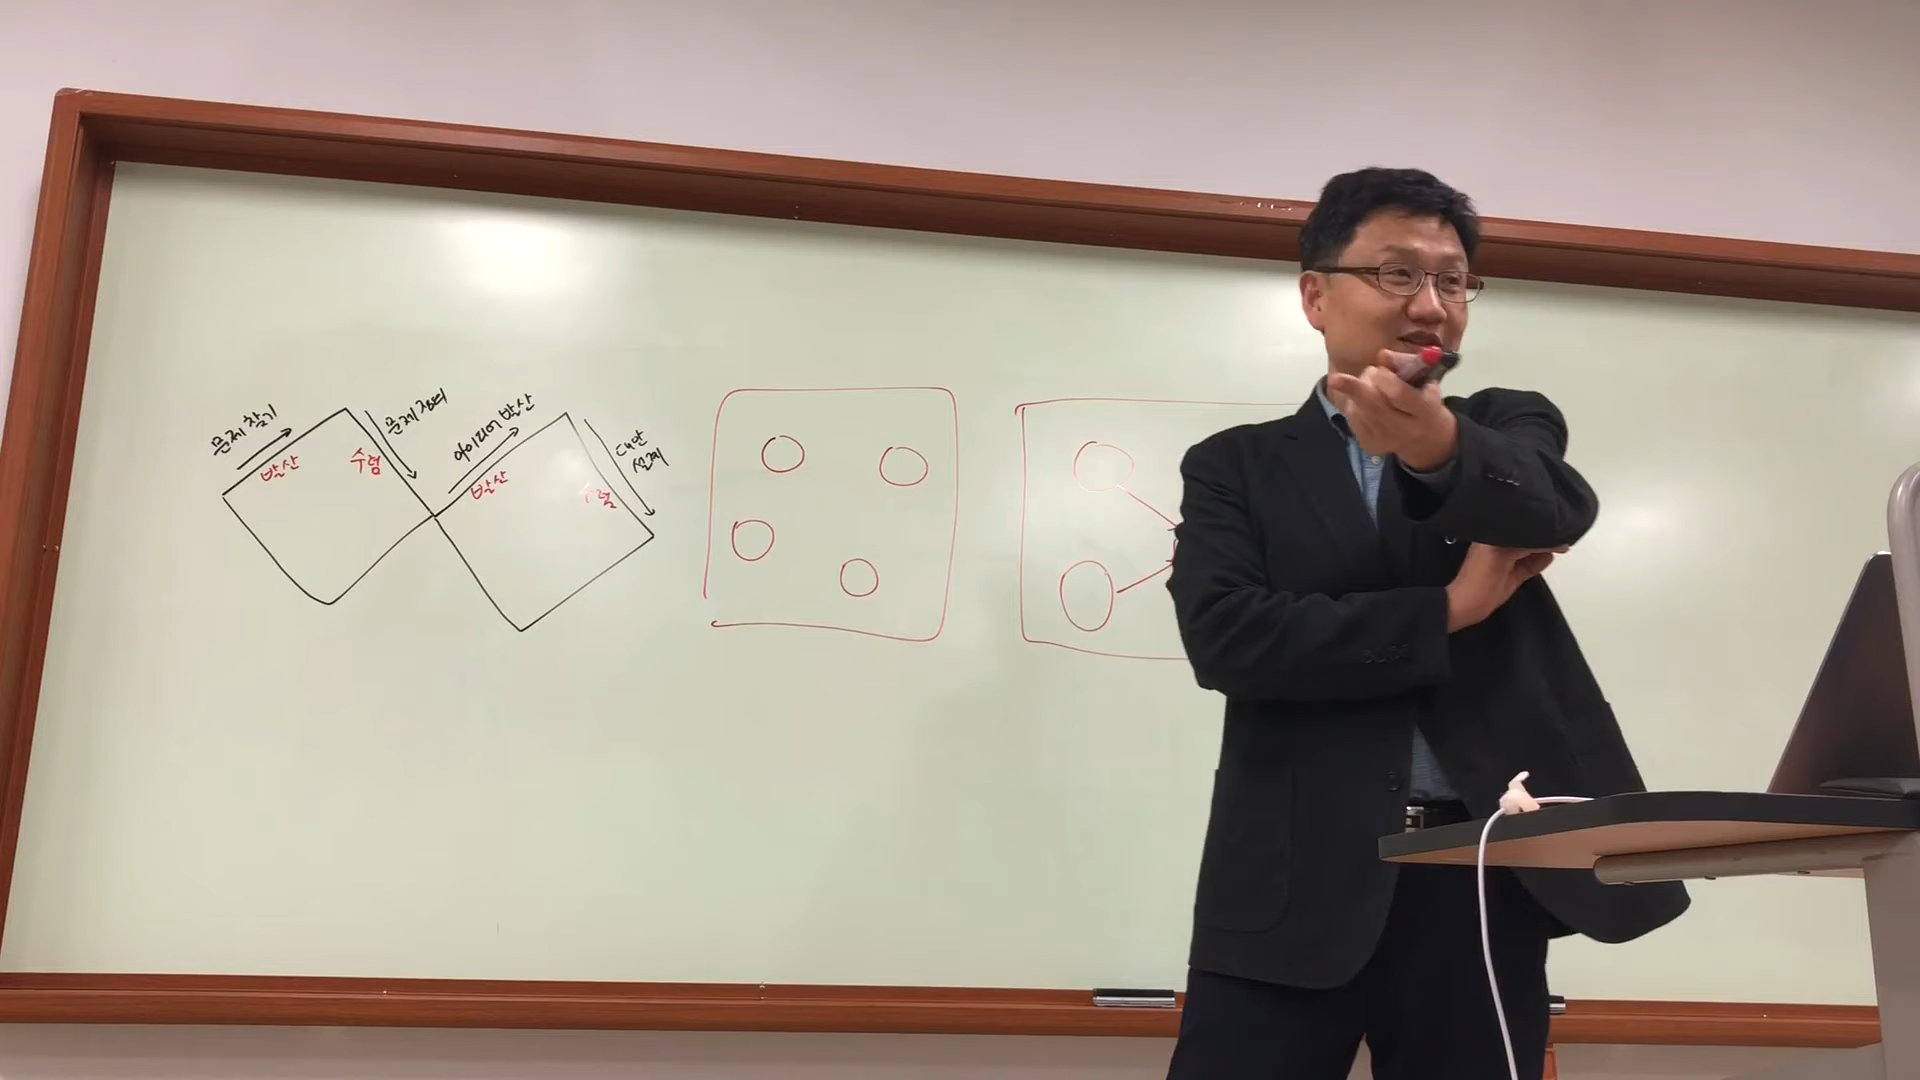 문제 찾기
발산
수렴
문제 정의
아이디어 발산
발산
수렴
대안
설계